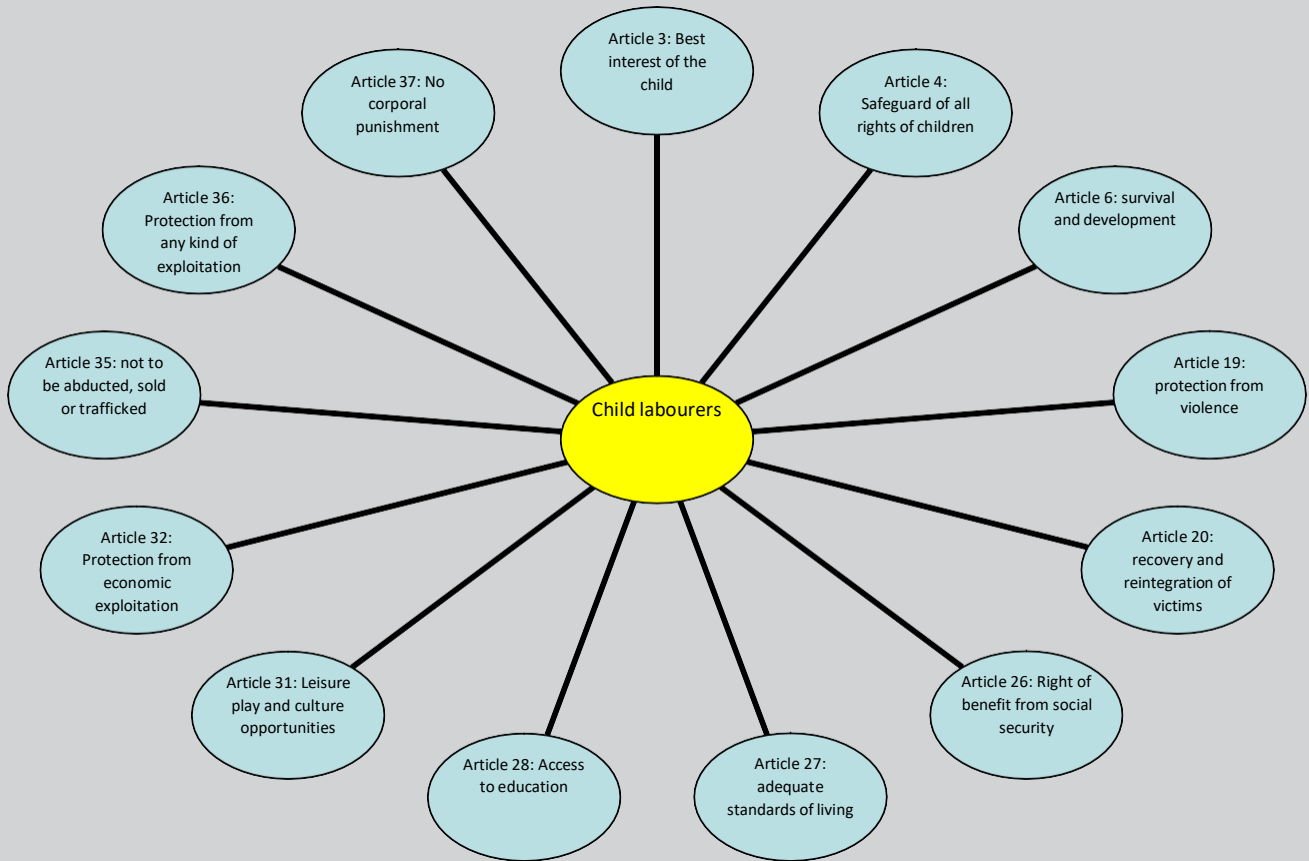 Article 3: Best
interest of the
child
Article 4:
Safeguard of all
rights of children
Article 6: survival
and development
Article 19:
protection from
violence
Article 20:
recovery and
reintegration of
victims
Article 26: Right of
benefit from social
security
Article 27:
adequate
standards of living
Article 28: Access
to education
Article 31: Leisure
play and culture
opportunities
Article 32:
Protection from
economic
exploitation
Article 35: not to
be abducted, sold
or trafficked
Article 36:
Protection from
any kind of
exploitation
Article 37: No
corporal
punishment
Child labourers